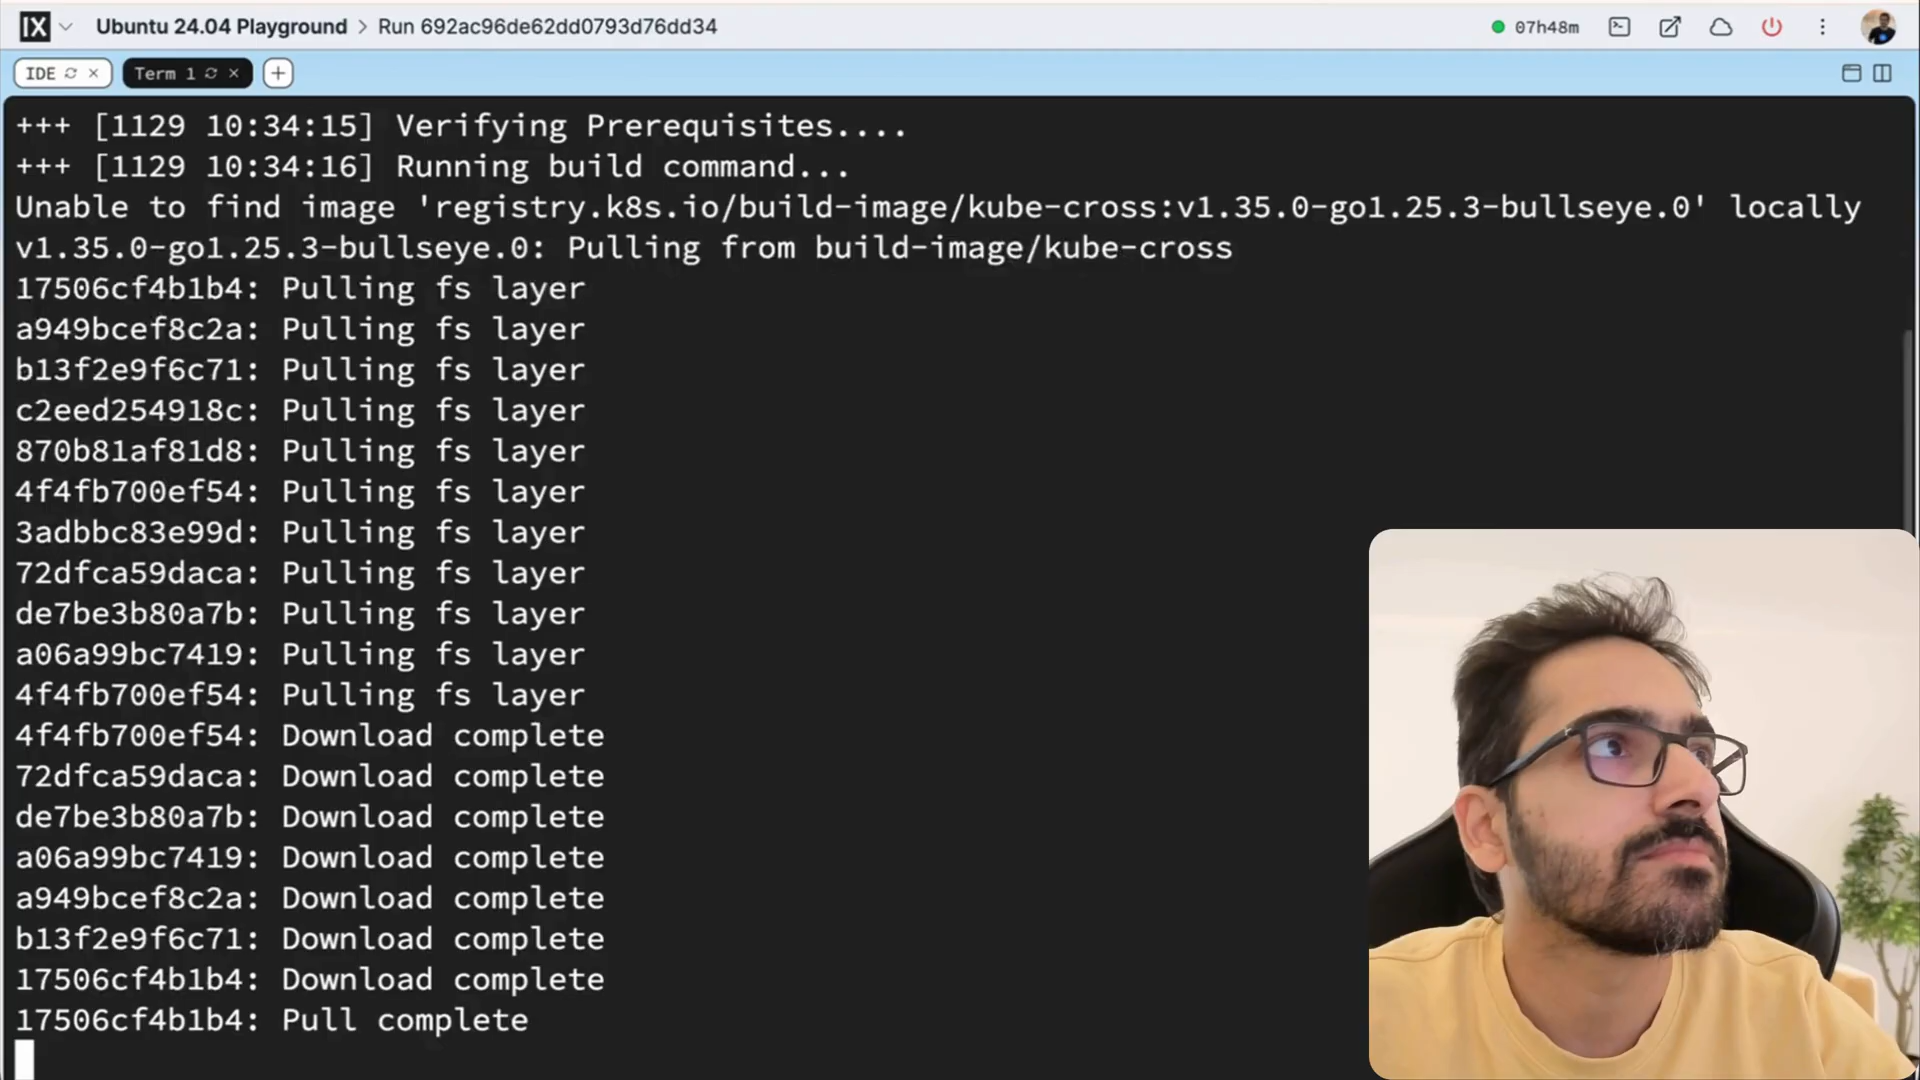 IX Ubuntu 24.04 Playground > Run 692ac96de62dd0793d76dd34 07h48m
IDE Term 1
+++ [1129 10:34:15] Verifying Prerequisites....
+++ [1129 10:34:16] Running build command...
Unable to find image 'registry.k8s.io/build-image/kube-cross:v1.35.0-go1.25.3-bullseye.0' locally
v1.35.0-go1.25.3-bullseye.0: Pulling from build-image/kube-cross
17506cf4b1b4: Pulling fs layer
a949bcef8c2a: Pulling fs layer
b13f2e9f6c71: Pulling fs layer
c2eed254918c: Pulling fs layer
870b81af81d8: Pulling fs layer
4f4fb700ef54: Pulling fs layer
3adbbc83e99d: Pulling fs layer
72dfca59daca: Pulling fs layer
de7be3b80a7b: Pulling fs layer
a06a99bc7419: Pulling fs layer
4f4fb700ef54: Pulling fs layer
4f4fb700ef54: Download complete
72dfca59daca: Download complete
de7be3b80a7b: Download complete
a06a99bc7419: Download complete
a949bcef8c2a: Download complete
b13f2e9f6c71: Download complete
17506cf4b1b4: Download complete
17506cf4b1b4: Pull complete